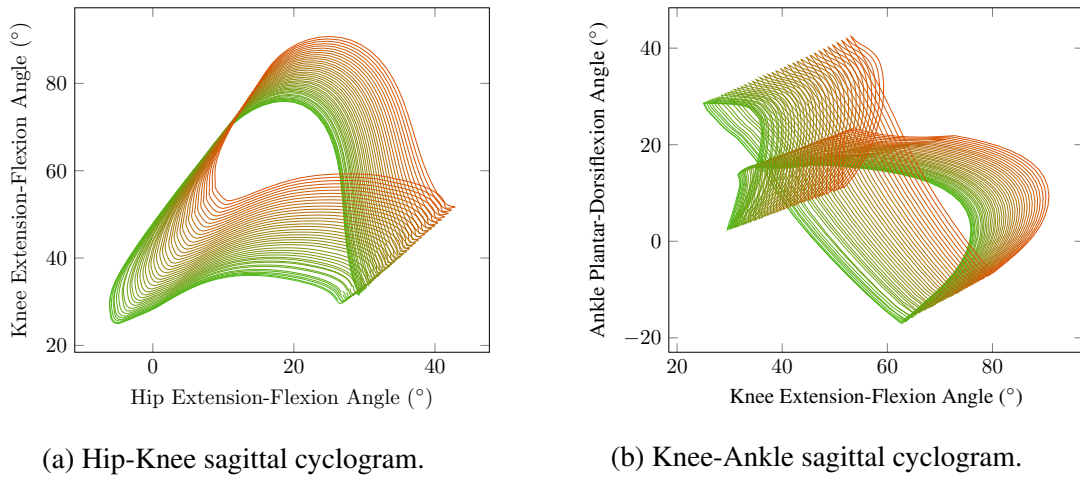 80
60
40
20
0
20
40
Knee Extension-Flexion Angle (°)
Hip Extension-Flexion Angle (°)
(a) Hip-Knee sagittal cyclogram.
40
20
0
−20
20
40
60
80
Ankle Plantar-Dorsiflexion Angle (°)
Knee Extension-Flexion Angle (°)
(b) Knee-Ankle sagittal cyclogram.